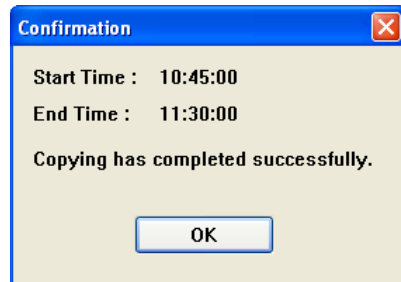 Confirmation
Start Time : 10:45:00
End Time : 11:30:00
Copying has completed successfully.
OK